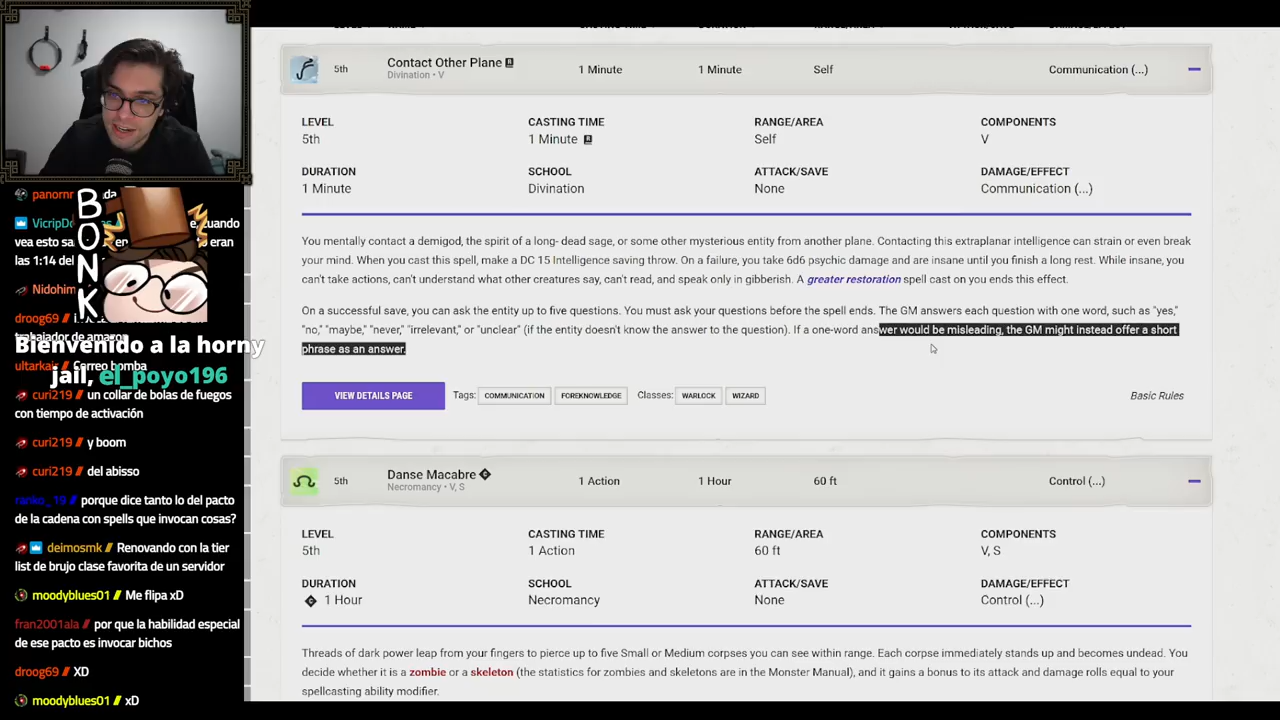 5th
Contact Other Plane
Divination • V
1 Minute
1 Minute
Self
Communication (...)
LEVEL
5th
CASTING TIME
1 Minute
RANGE/AREA
Self
COMPONENTS
V
DURATION
1 Minute
SCHOOL
Divination
ATTACK/SAVE
None
DAMAGE/EFFECT
Communication (...)
You mentally contact a demigod, the spirit of a long- dead sage, or some other mysterious entity from another plane. Contacting this extraplanar intelligence can strain or even break
your mind. When you cast this spell, make a DC 15 Intelligence saving throw. On a failure, you take 6d6 psychic damage and are insane until you finish a long rest. While insane, you
can't take actions, can't understand what other creatures say, can't read, and speak only in gibberish. A greater restoration spell cast on you ends this effect.
On a successful save, you can ask the entity up to five questions. You must ask your questions before the spell ends. The GM answers each question with one word, such as "yes,"
"no," "maybe," "never," "irrelevant," or "unclear" (if the entity doesn't know the answer to the question). If a one-word answer would be misleading, the GM might instead offer a short
phrase as an answer.
VIEW DETAILS PAGE
Tags: COMMUNICATION FOREKNOWLEDGE Classes: WARLOCK WIZARD
Basic Rules
5th
Danse Macabre
Necromancy • V, S
1 Action
1 Hour
60 ft
Control (...)
LEVEL
5th
CASTING TIME
1 Action
RANGE/AREA
60 ft
COMPONENTS
V, S
DURATION
1 Hour
SCHOOL
Necromancy
ATTACK/SAVE
None
DAMAGE/EFFECT
Control (...)
Threads of dark power leap from your fingers to pierce up to five Small or Medium corpses you can see within range. Each corpse immediately stands up and becomes undead. You
decide whether it is a zombie or a skeleton (the statistics for zombies and skeletons are in the Monster Manual), and it gains a bonus to its attack and damage rolls equal to your
spellcasting ability modifier.
BONK
Bienvenido a la horny
jail, el_poyo196
cuando
vea esto
eran
las 1:14 del
droog69 //
trabajador de amazon
ultarkair // Correo bomba
curi219 // un collar de bolas de fuegos
con tiempo de activación
curi219 // y boom
curi219 // del abisso
ranko_19 // porque dice tanto lo del pacto
de la cadena con spells que invocan cosas?
deimosmk // Renovando con la tier
list de brujo clase favorita de un servidor
moodyblues01 // Me flipa xD
fran2001ala // por que la habilidad especial
de ese pacto es invocar bichos
droog69 // XD
moodyblues01 // xD